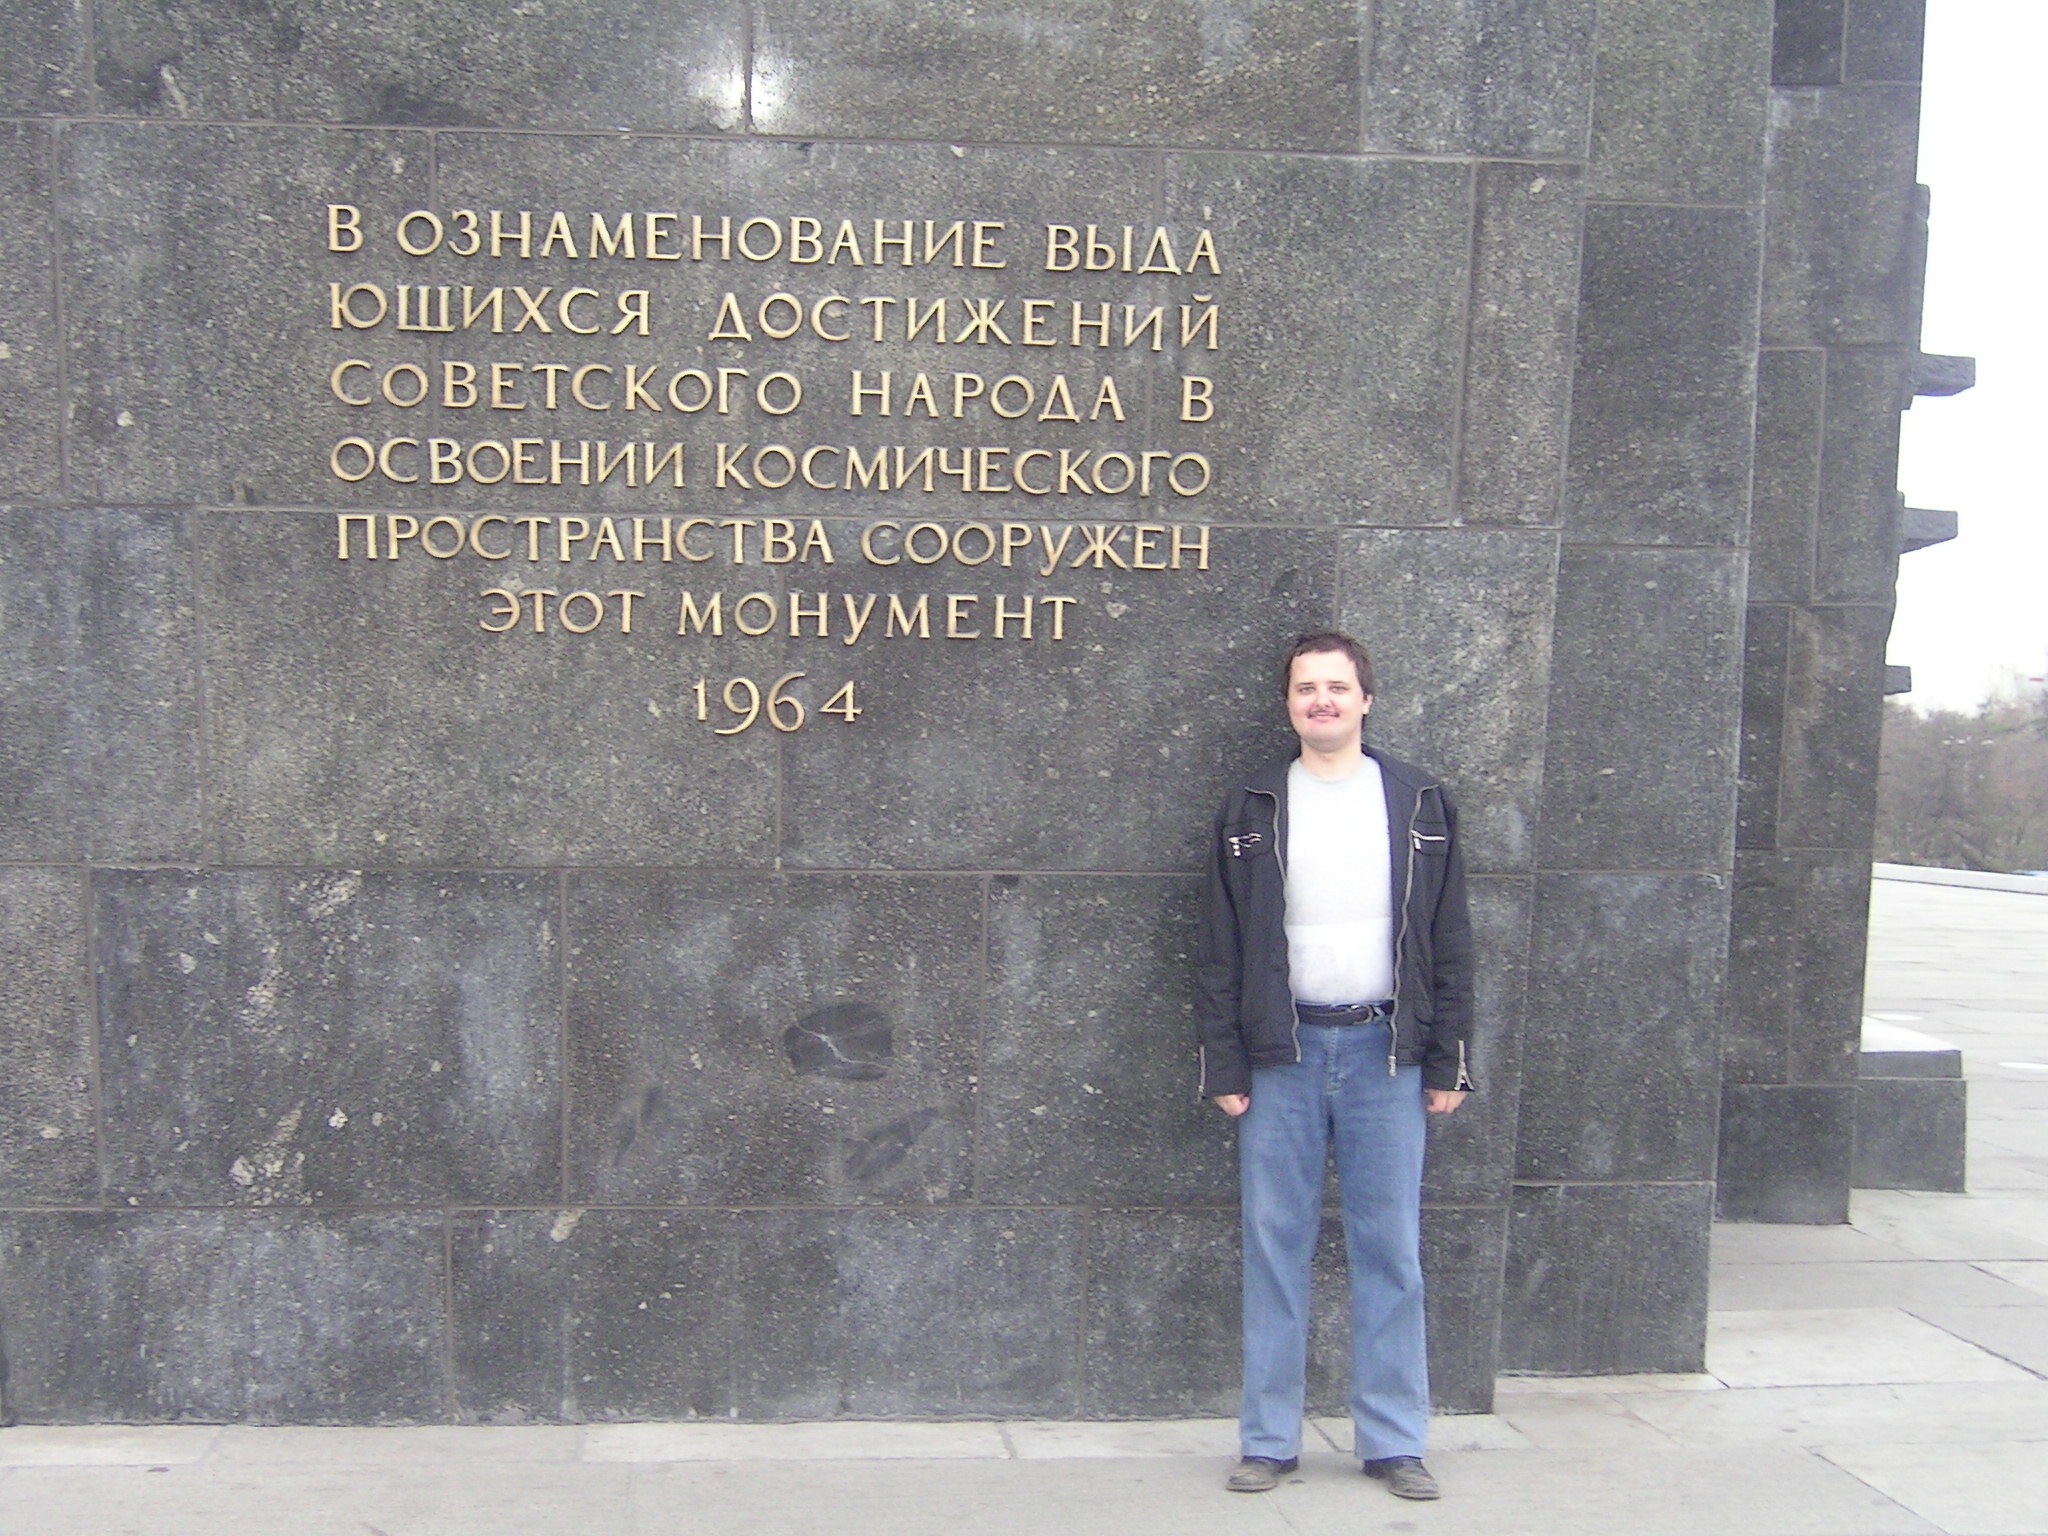 В ОЗНАМЕНОВАНИЕ ВЫДА
ЮЩИХСЯ ДОСТИЖЕНИЙ
СОВЕТСКОГО НАРОДА В
ОСВОЕНИИ КОСМИЧЕСКОГО
ПРОСТРАНСТВА СООРУЖЕН
ЭТОТ МОНУМЕНТ
1964